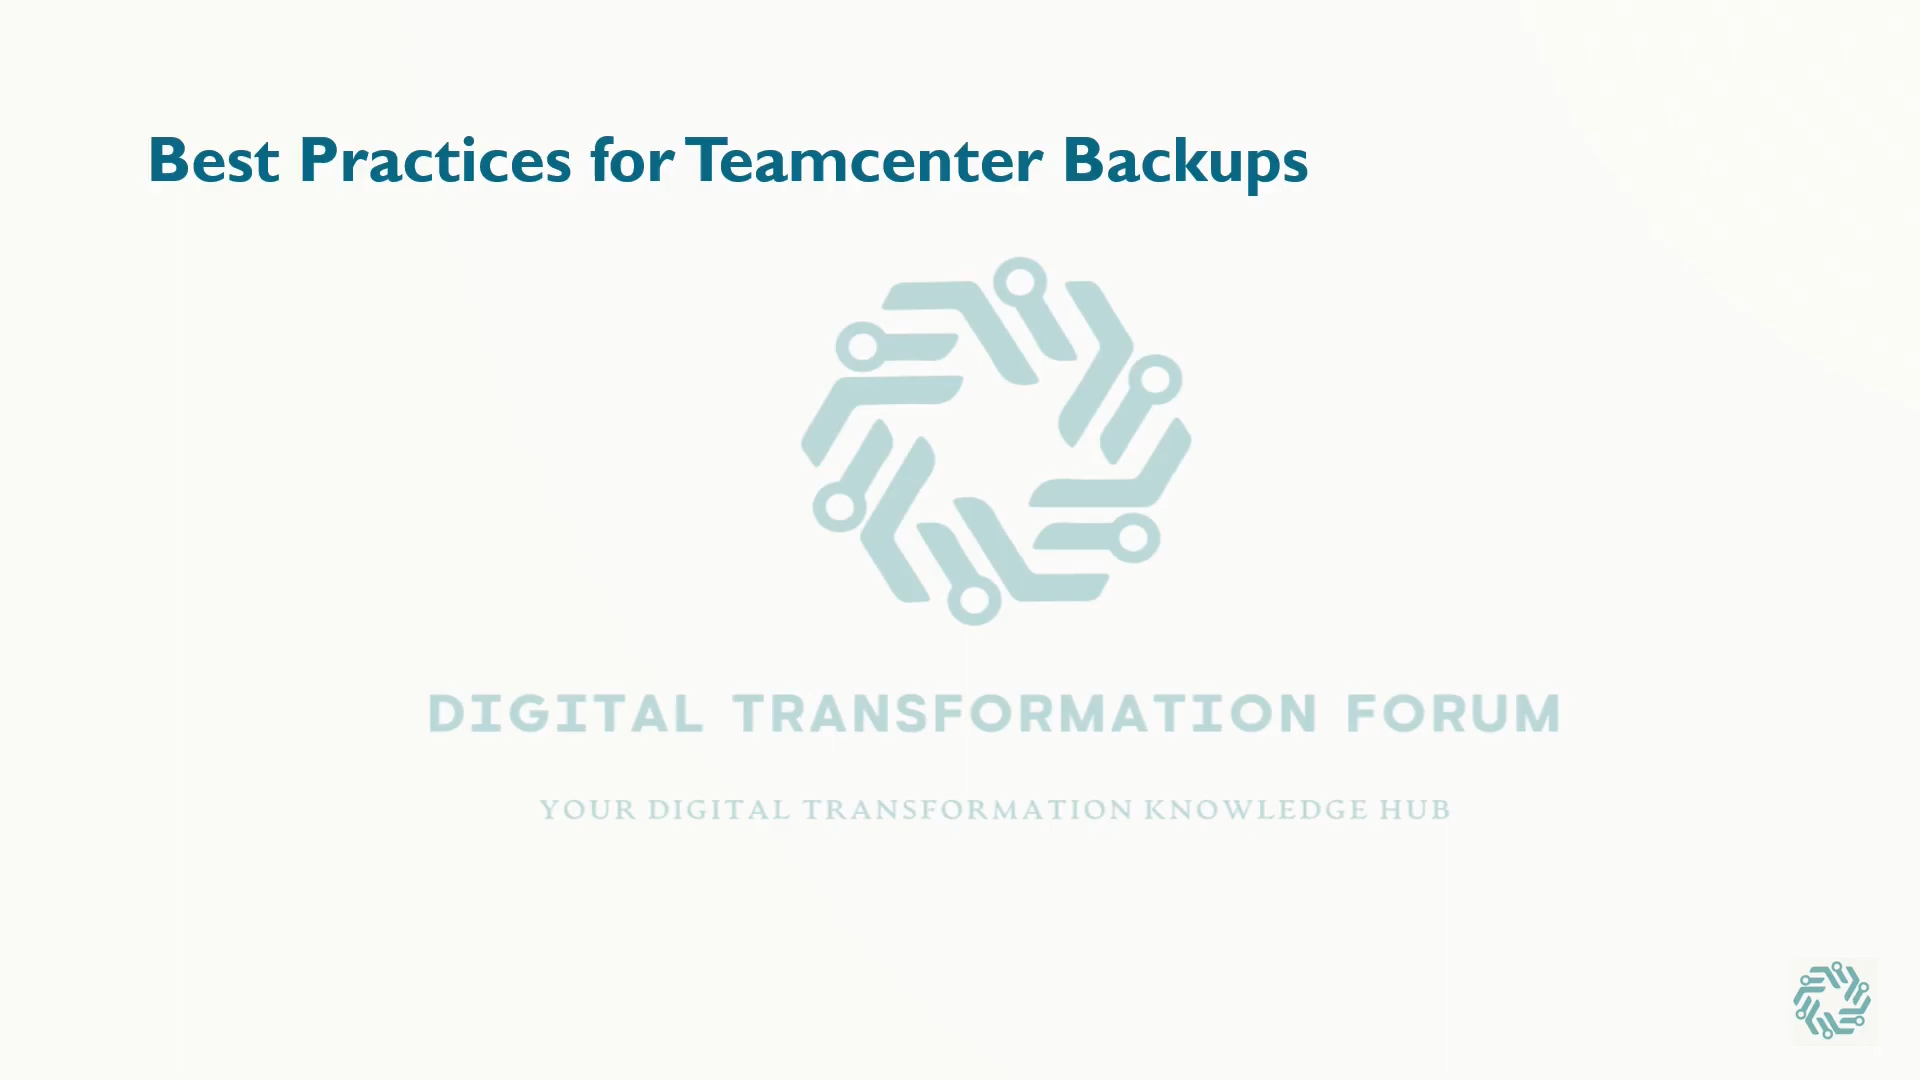 Best Practices for Teamcenter Backups
DIGITAL TRANSFORMATION FORUM
YOUR DIGITAL TRANSFORMATION KNOWLEDGE HUB